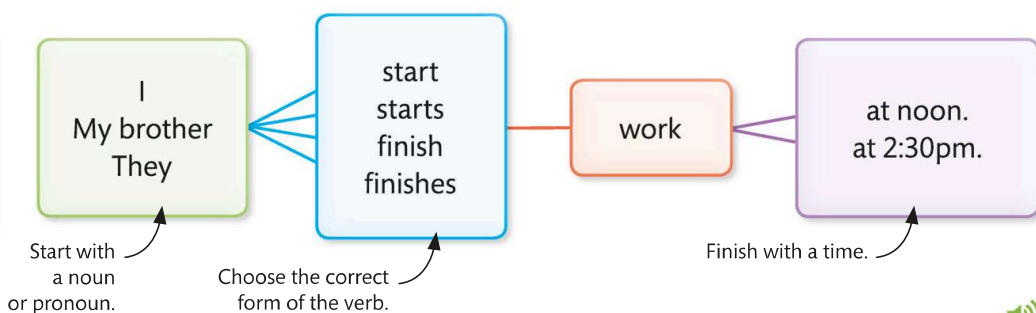 I
My brother
They
start
starts
finish
finishes
work
at noon.
at 2:30pm.
Start with
a noun
or pronoun.
Choose the correct
form of the verb.
Finish with a time.